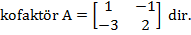 kofaktör A = [ 1 −1 ; −3 2 ] dir.